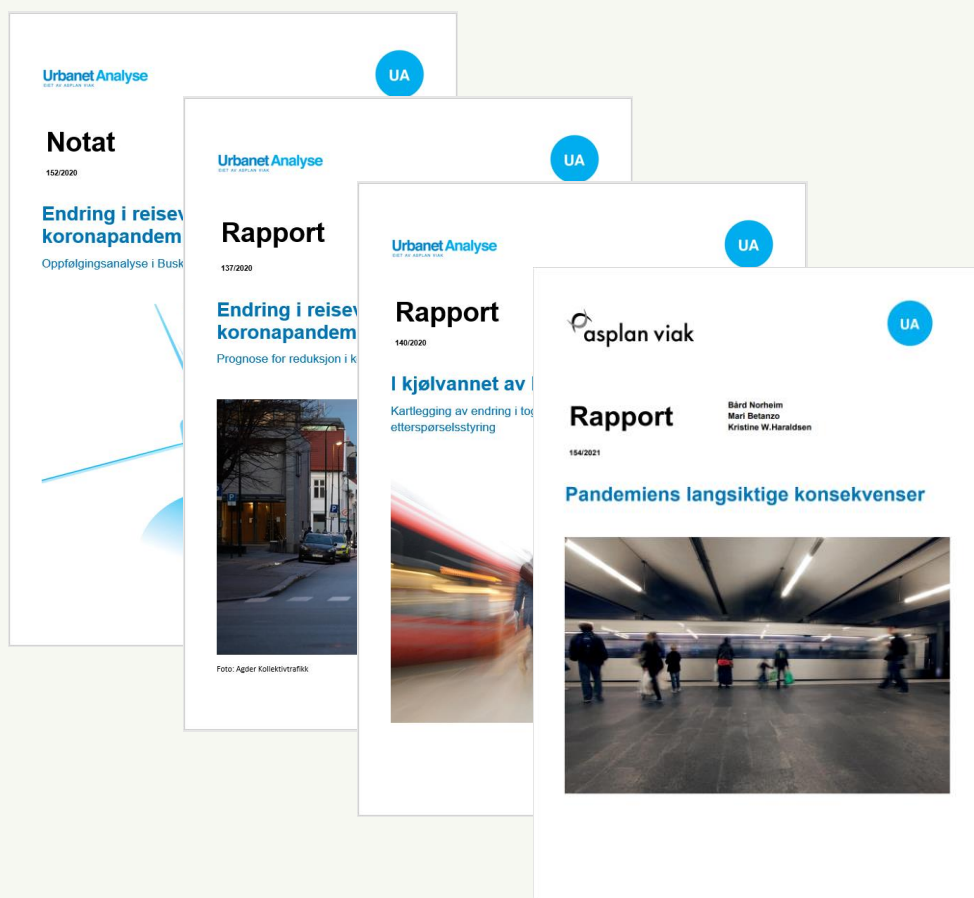 Urbanet Analyse
EIET AV ASPLAN VIAK
UA
Notat
152/2020
Endring i reisev
koronapandem
Oppfølgingsanalyse i Busk
Urbanet Analyse
EIET AV ASPLAN VIAK
UA
Rapport
137/2020
Endring i reisev
koronapandem
Prognose for reduksjon i k
Foto: Agder Kollektivtrafikk
Urbanet Analyse
EIET AV ASPLAN VIAK
UA
Rapport
140/2020
I kjølvannet av
Kartlegging av endring i tog
etterspørselsstyring
asplan viak
UA
Rapport
Bård Norheim
Mari Betanzo
Kristine W.Haraldsen
154/2021
Pandemiens langsiktige konsekvenser